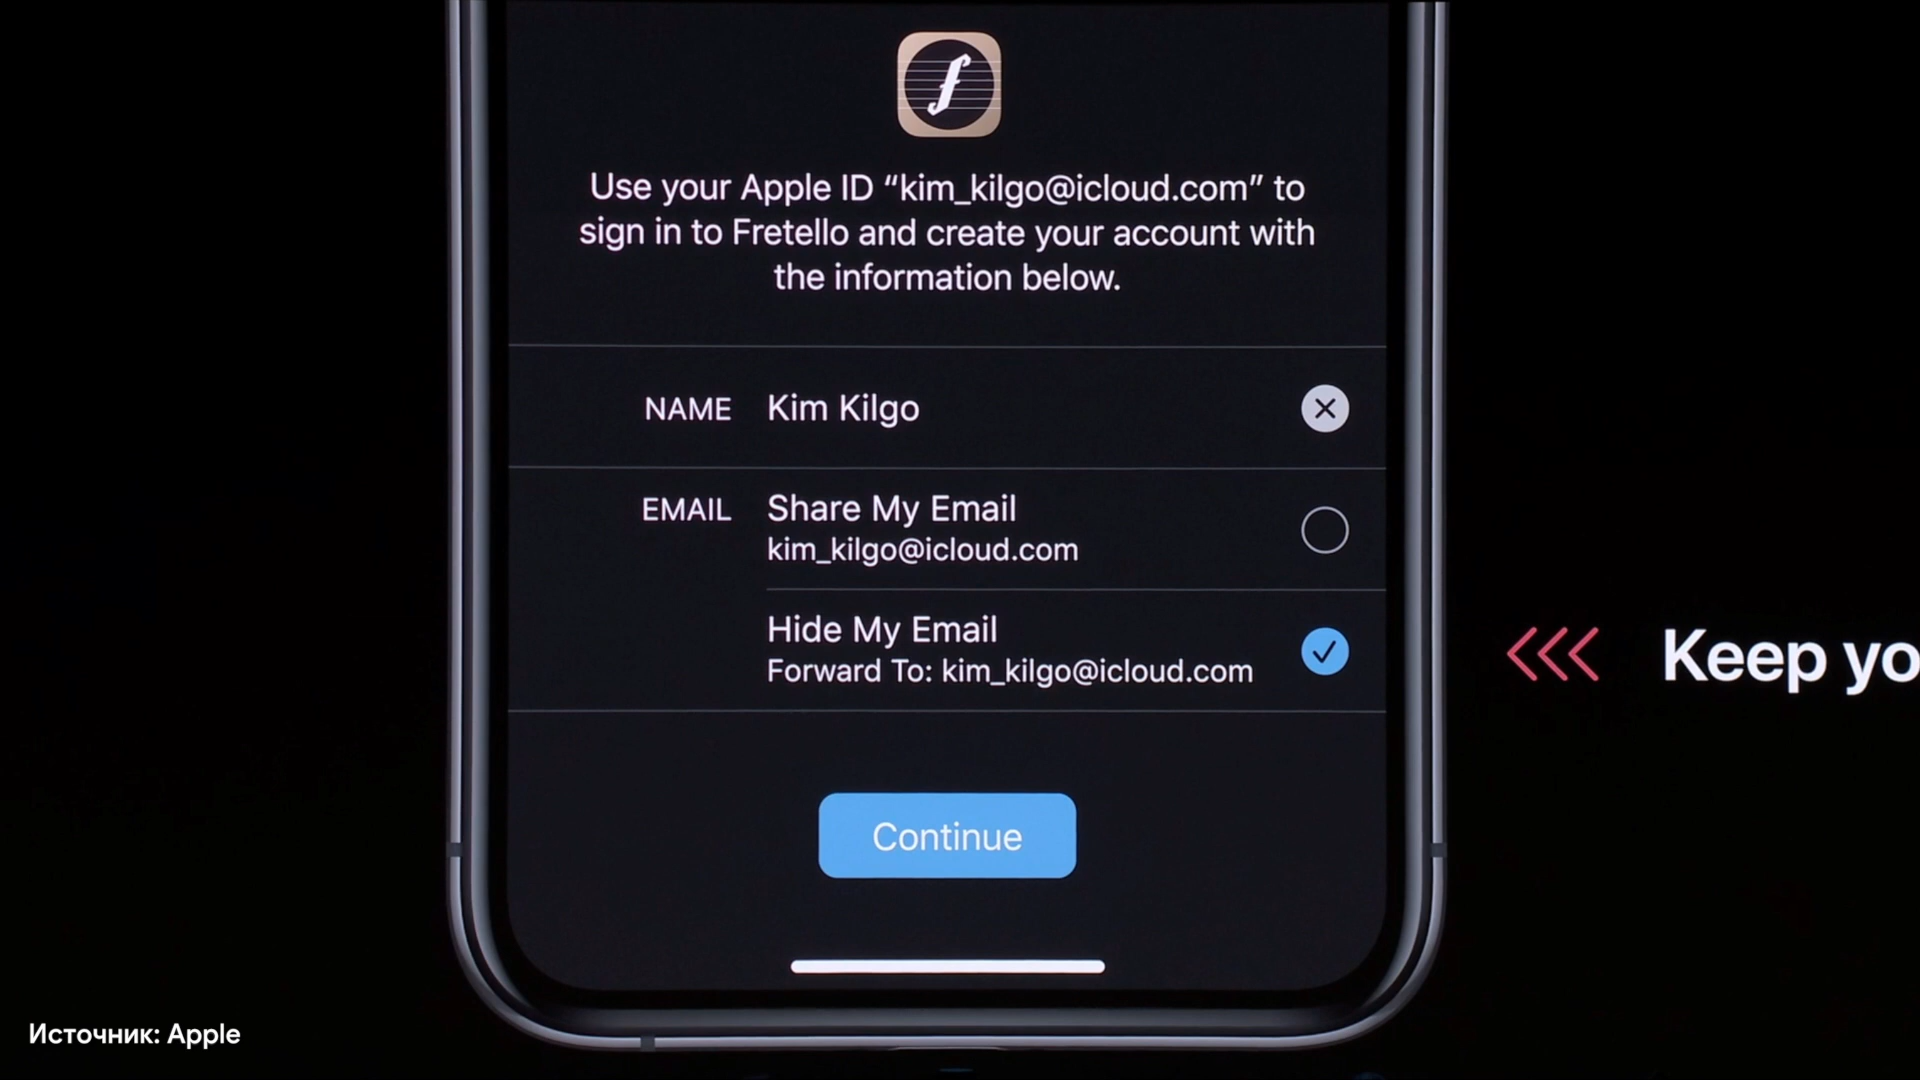 Use your Apple ID “kim_kilgo@icloud.com” to
sign in to Fretello and create your account with
the information below.
NAME Kim Kilgo
EMAIL Share My Email
kim_kilgo@icloud.com
Hide My Email
Forward To: kim_kilgo@icloud.com
Keep yo
Continue
Источник: Apple